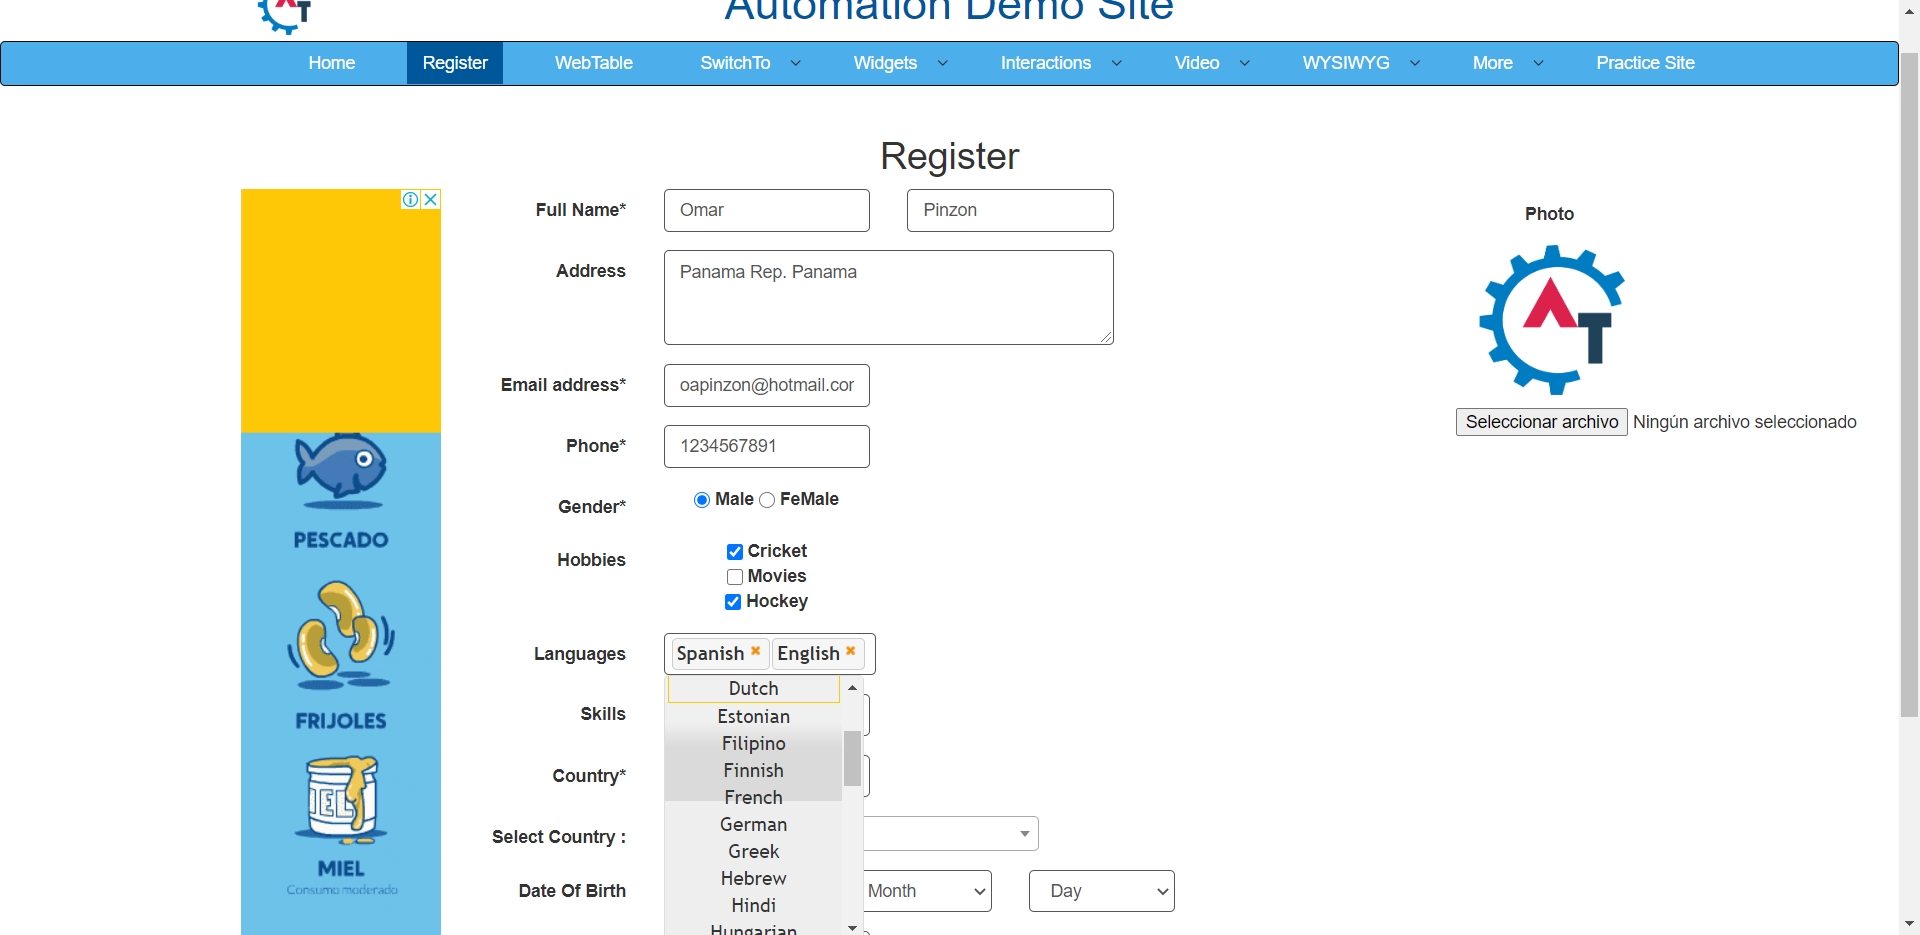 Automation Demo Site
Home Register WebTable SwitchTo Widgets Interactions Video WYSIWYG More Practice Site
Register
Full Name* Omar Pinzon
Photo
Address Panama Rep. Panama
AT
Email address* oapinzon@hotmail.cor
Seleccionar archivo Ningún archivo seleccionado
Phone* 1234567891
Gender* Male FeMale
Hobbies Cricket
Movies
Hockey
Languages Spanish English
Dutch
Skills
Estonian
Filipino
Country*
Finnish
French
German
Select Country :
Greek
Hebrew
Date Of Birth Month Day
Hindi
Hungarian
PESCADO
FRIJOLES
MIEL
Consumo moderado